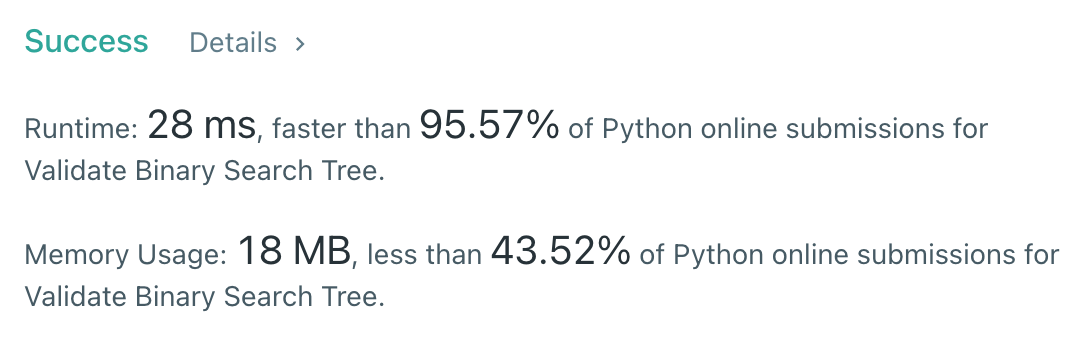 Success Details >
Runtime: 28 ms, faster than 95.57% of Python online submissions for
Validate Binary Search Tree.
Memory Usage: 18 MB, less than 43.52% of Python online submissions for
Validate Binary Search Tree.